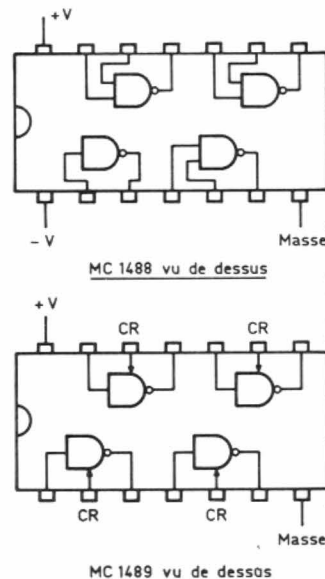 +V
-V
Masse
MC 1488 vu de dessus
+V
CR
CR
CR
CR
Masse
MC 1489 vu de dessus